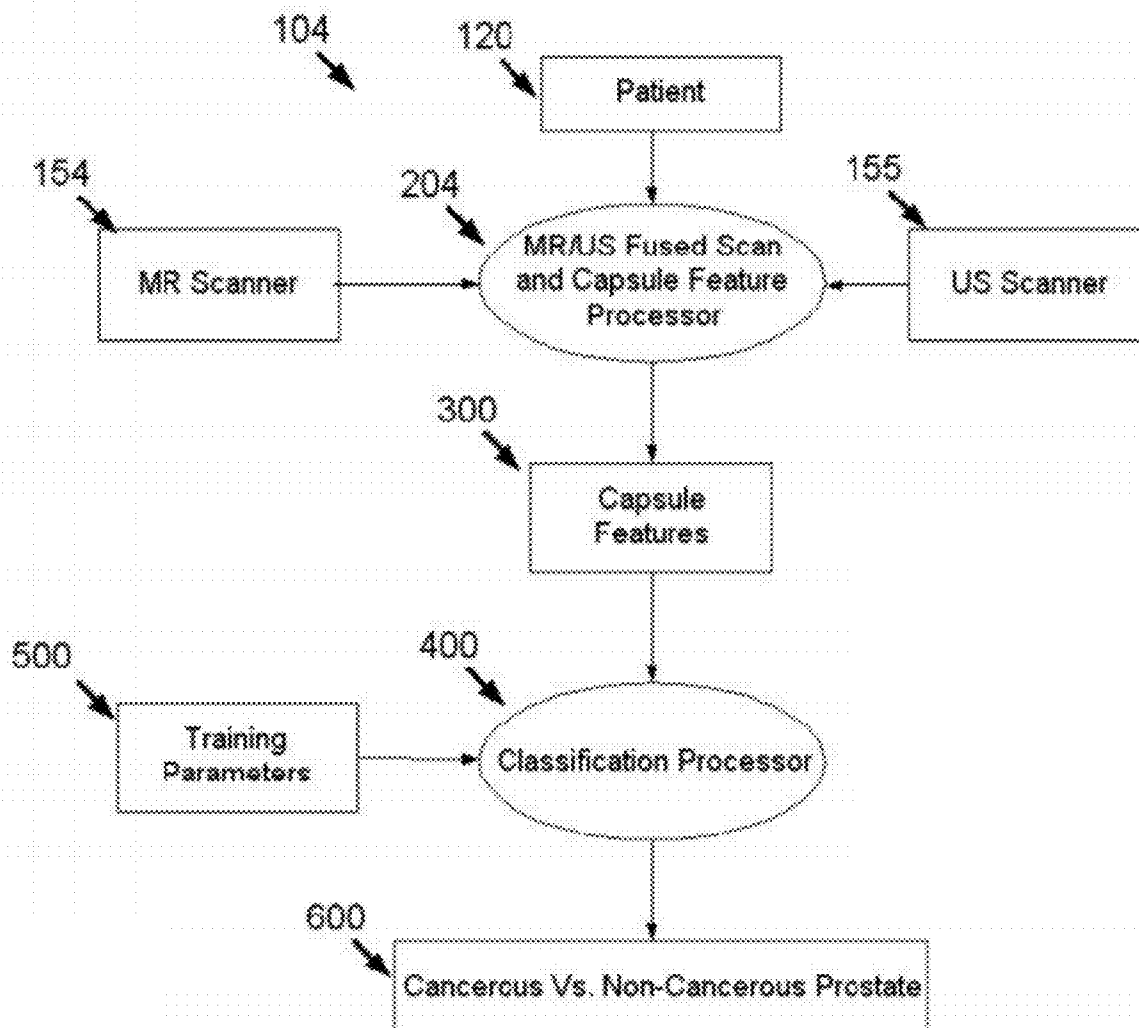 104
120
Patient
154
204
155
MR Scanner
MR/US Fused Scan
and Capsule Feature
Processor
US Scanner
300
Capsule
Features
500
400
Training
Parameters
Classification Processor
600
Cancercus Vs. Non-Cancerous Prostate